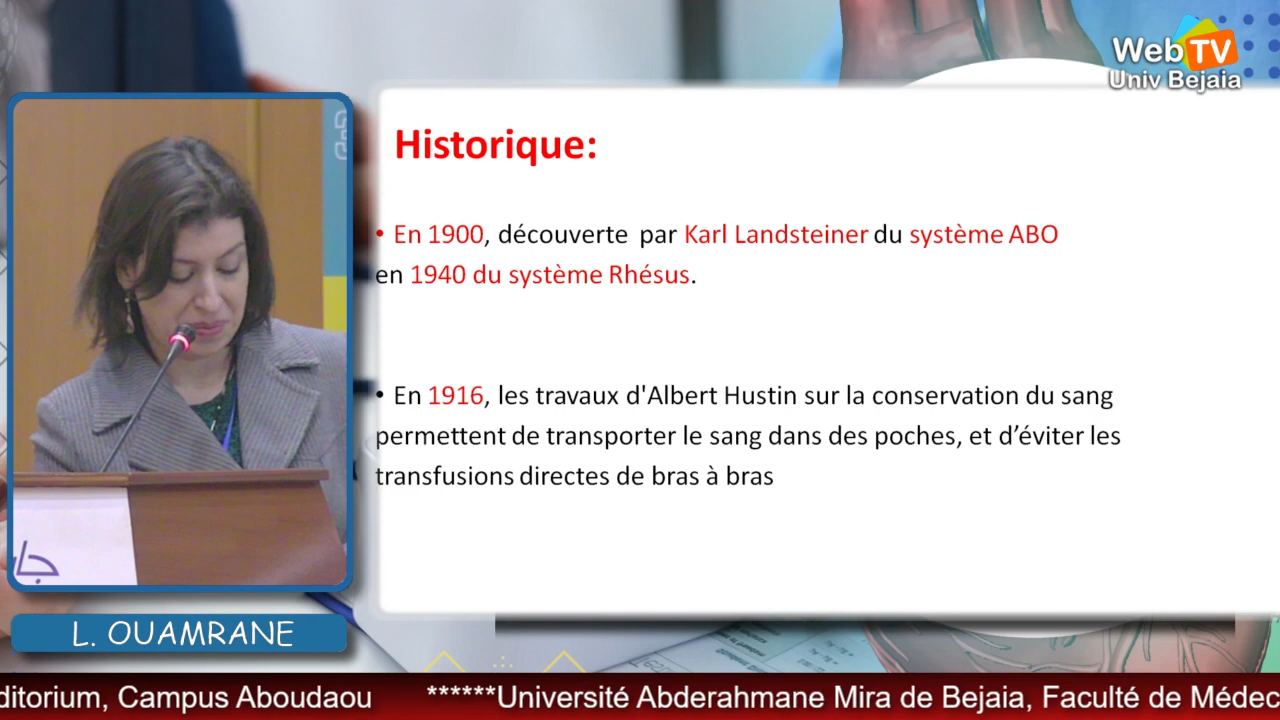 WebTV
Univ Bejaia
Historique:
• En 1900, découverte par Karl Landsteiner du système ABO
en 1940 du système Rhésus.
• En 1916, les travaux d'Albert Hustin sur la conservation du sang
permettent de transporter le sang dans des poches, et d’éviter les
transfusions directes de bras à bras
L. OUAMRANE
ditorium, Campus Aboudaou ******Université Abderahmane Mira de Bejaia, Faculté de Médec